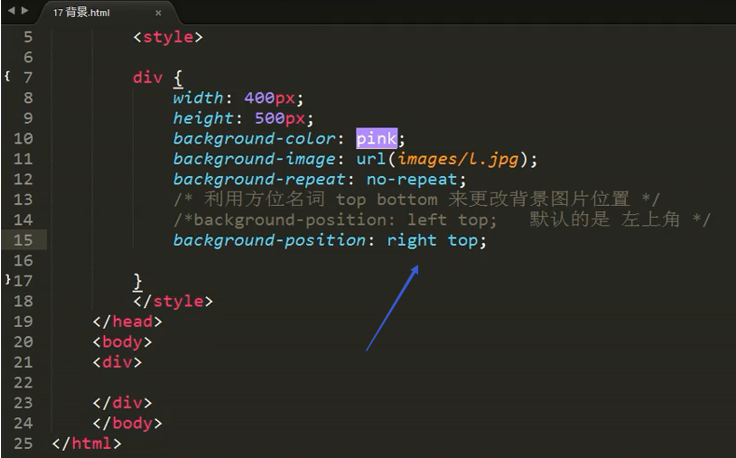 17 背景.html ×
5 <style>
6
7 div {
8 width: 400px;
9 height: 500px;
10 background-color: pink;
11 background-image: url(images/l.jpg);
12 background-repeat: no-repeat;
13 /* 利用方位名词 top bottom 来更改背景图片位置 */
14 /*background-position: left top; 默认的是 左上角 */
15 background-position: right top;
16
17 }
18 </style>
19 </head>
20 <body>
21 <div>
22
23 </div>
24 </body>
25 </html>